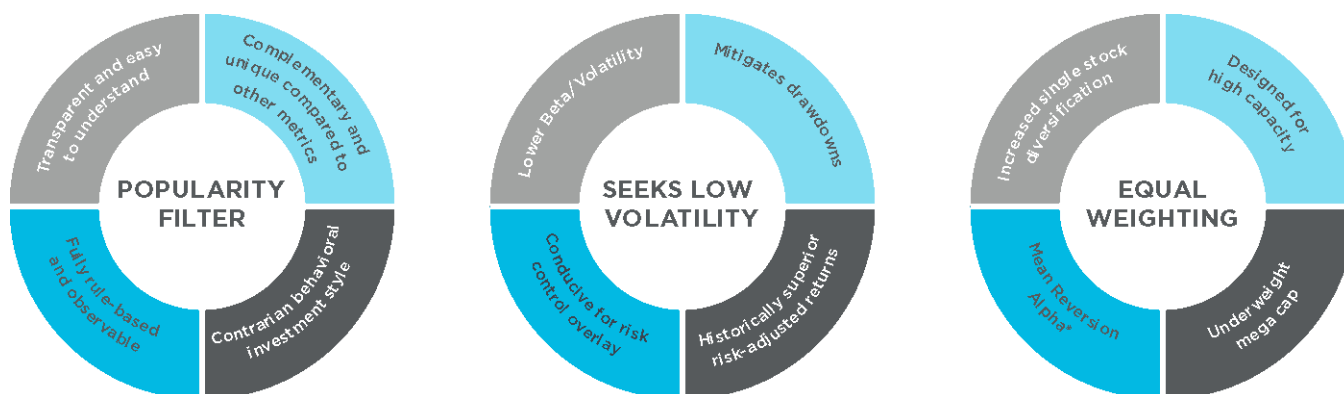 Transparent and easy
to understand
Complementary and
unique compared to
other metrics
POPULARITY
FILTER
Fully rule-based
and observable
Contrarian behavioral
investment style
Lower Beta/Volatility
Mitigates drawdowns
SEEKS LOW
VOLATILITY
Conducive for risk
control overlay
Historically superior
risk-adjusted returns
Increased single stock
diversification
Designed for
high capacity
EQUAL
WEIGHTING
Mean Reversion
Alpha*
Underweight
mega cap